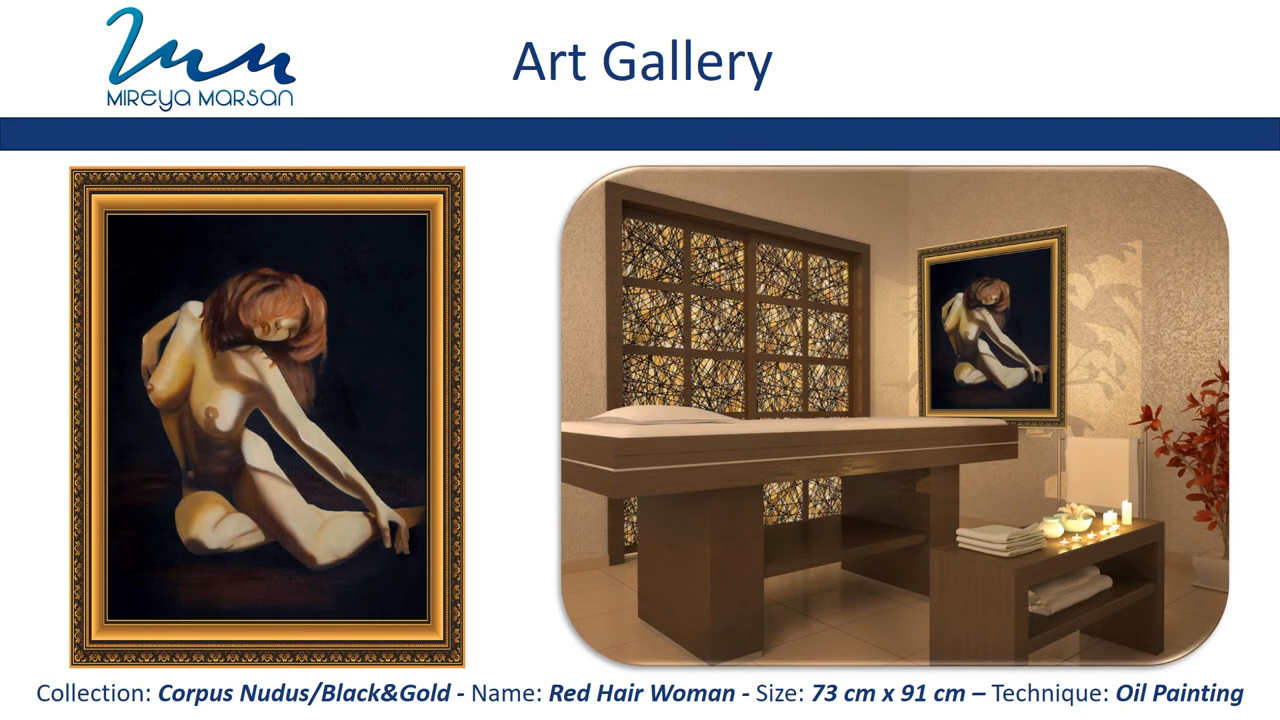 MIREYA MARSAN
Art Gallery
Collection: Corpus Nudus/Black&Gold - Name: Red Hair Woman - Size: 73 cm x 91 cm – Technique: Oil Painting